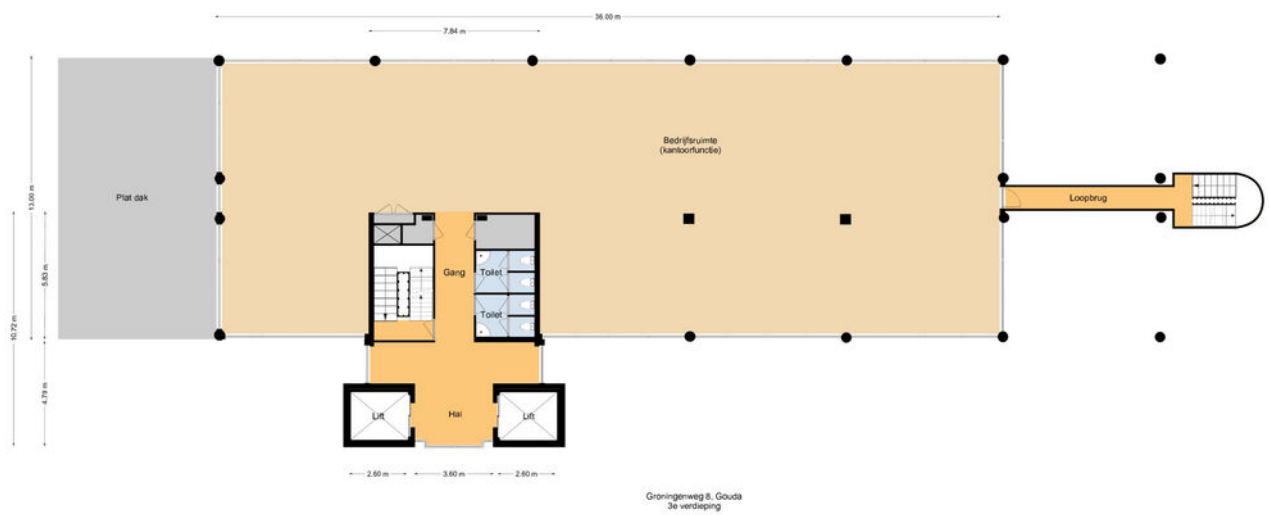 36.00 m
7.84 m
Bedrijfsruimte
(kantoorfunctie)
Plat dak
13.00 m
Loopbrug
Gang
Toilet
5.83 m
10.72 m
Toilet
4.79 m
Lift
Hal
Lift
2.60 m
3.60 m
2.60 m
Groningenweg 8, Gouda
3e verdieping